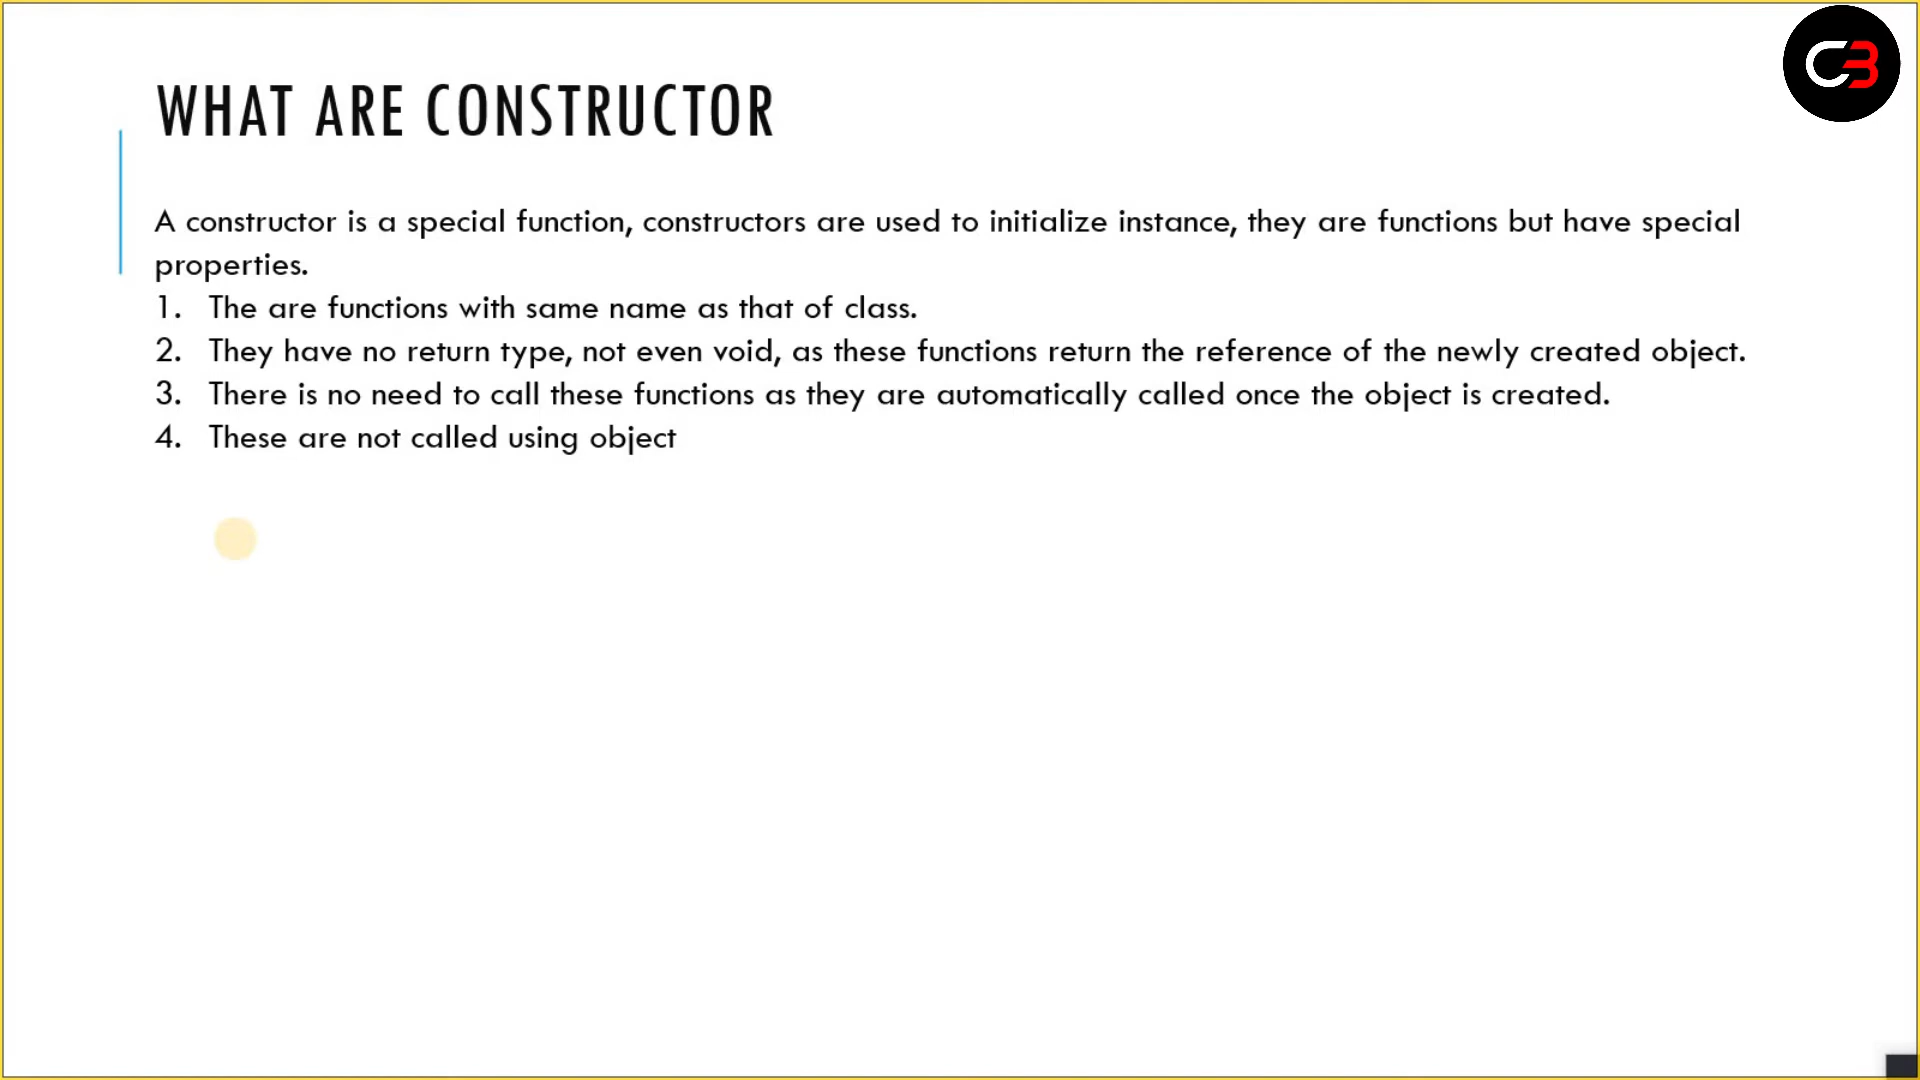 WHAT ARE CONSTRUCTOR
A constructor is a special function, constructors are used to initialize instance, they are functions but have special
properties.
1. The are functions with same name as that of class.
2. They have no return type, not even void, as these functions return the reference of the newly created object.
3. There is no need to call these functions as they are automatically called once the object is created.
4. These are not called using object
CB